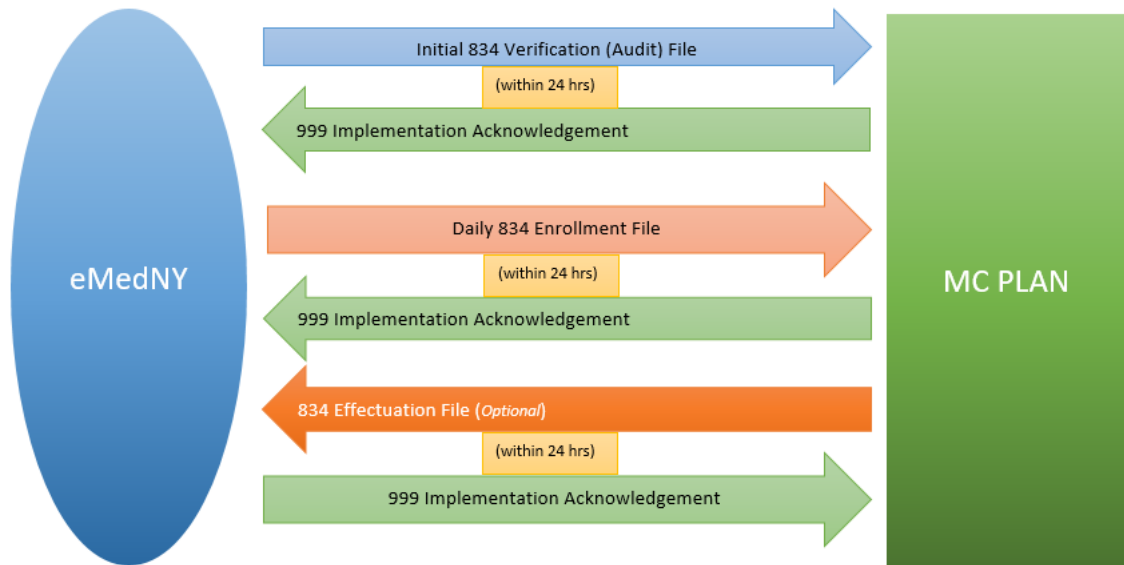 Initial 834 Verification (Audit) File
(within 24 hrs)
999 Implementation Acknowledgement
Daily 834 Enrollment File
eMedNY
(within 24 hrs)
MC PLAN
999 Implementation Acknowledgement
834 Effectuation File (Optional)
(within 24 hrs)
999 Implementation Acknowledgement